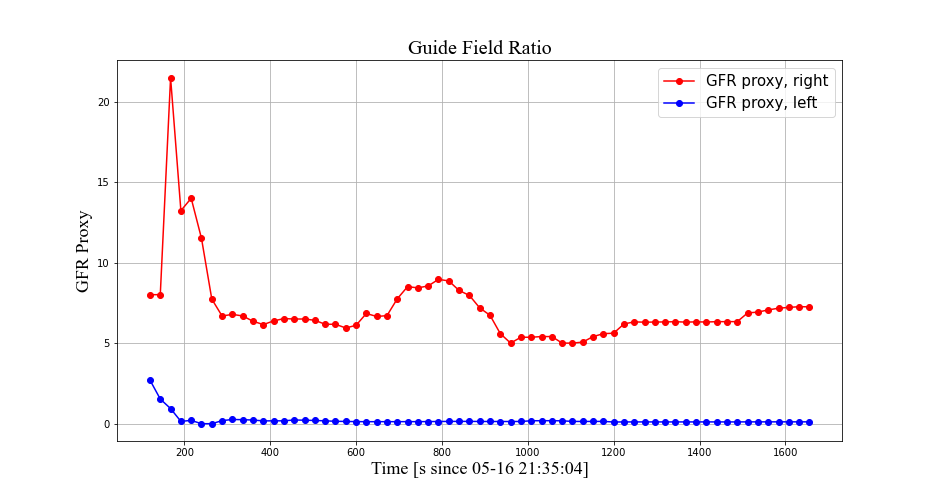 Guide Field Ratio
GFR proxy, right
GFR proxy, left
GFR Proxy
20
15
10
5
0
200 400 600 800 1000 1200 1400 1600
Time [s since 05-16 21:35:04]